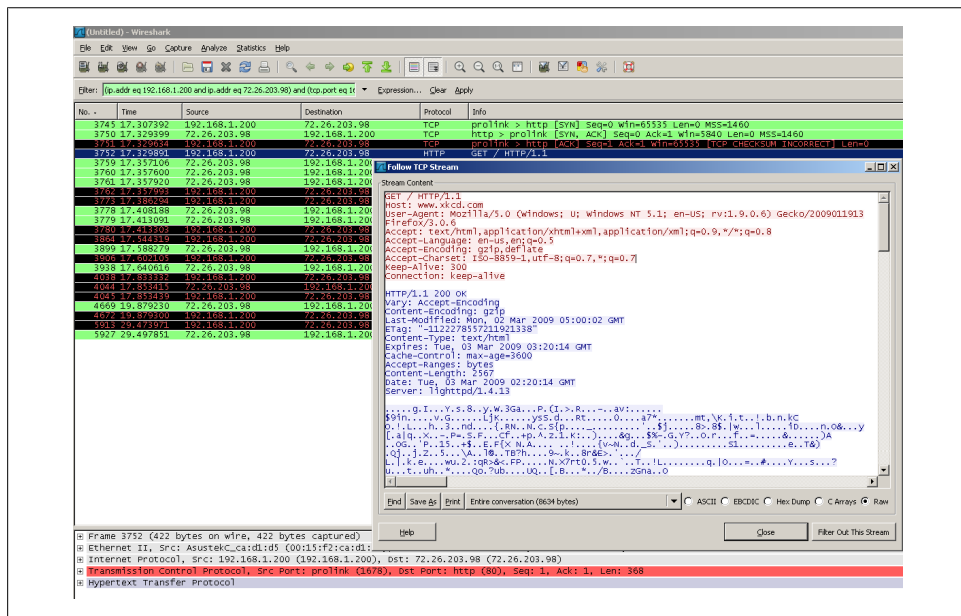 (Untitled) - Wireshark
File Edit View Go Capture Analyze Statistics Help
Filter: (ip.addr eq 192.168.1.200 and ip.addr eq 72.26.203.98) and (tcp.port eq 16 Expression... Clear Apply
No. - Time Source Destination Protocol Info
3745 17.307392 192.168.1.200 72.26.203.98 TCP prolink > http [SYN] Seq=0 Win=65535 Len=0 MSS=1460
3750 17.329399 72.26.203.98 192.168.1.200 TCP http > prolink [SYN, ACK] Seq=0 Ack=1 Win=5840 Len=0 MSS=1460
3751 17.329634 192.168.1.200 72.26.203.98 TCP prolink > http [ACK] Seq=1 Ack=1 Win=65535 [TCP CHECKSUM INCORRECT] Len=0
3752 17.329891 192.168.1.200 72.26.203.98 HTTP GET / HTTP/1.1
3759 17.357106 72.26.203.98 192.168.1.200
3760 17.357600 72.26.203.98 192.168.1.200
3761 17.357920 72.26.203.98 192.168.1.200
3762 17.357993 192.168.1.200 72.26.203.98
3773 17.386294 192.168.1.200 72.26.203.98
3778 17.408188 72.26.203.98 192.168.1.200
3779 17.413091 72.26.203.98 192.168.1.200
3780 17.413303 192.168.1.200 72.26.203.98
3864 17.544319 192.168.1.200 72.26.203.98
3899 17.588279 72.26.203.98 192.168.1.200
3906 17.602105 192.168.1.200 72.26.203.98
3938 17.640616 72.26.203.98 192.168.1.200
4038 17.833332 192.168.1.200 72.26.203.98
4044 17.853415 72.26.203.98
4045 17.853439 192.168.1.200 72.26.203.98
4669 19.879230 72.26.203.98 192.168.1.200
4672 19.879300 192.168.1.200 72.26.203.98
5913 29.473971 192.168.1.200 72.26.203.98
5927 29.497851 72.26.203.98 192.168.1.200
Follow TCP Stream
Stream Content
GET / HTTP/1.1
Host: www.xkcd.com
User-Agent: Mozilla/5.0 (Windows; U; Windows NT 5.1; en-US; rv:1.9.0.6) Gecko/2009011913
Firefox/3.0.6
Accept: text/html,application/xhtml+xml,application/xml;q=0.9,*/*;q=0.8
Accept-Language: en-us,en;q=0.5
Accept-Encoding: gzip,deflate
Accept-Charset: ISO-8859-1,utf-8;q=0.7,*;q=0.7
Keep-Alive: 300
Connection: keep-alive
HTTP/1.1 200 OK
Vary: Accept-Encoding
Content-Encoding: gzip
Last-Modified: Mon, 02 Mar 2009 05:00:02 GMT
ETag: "-1122278557211921338"
Content-Type: text/html
Expires: Tue, 03 Mar 2009 03:20:14 GMT
Cache-Control: max-age=3600
Accept-Ranges: bytes
Content-Length: 2567
Date: Tue, 03 Mar 2009 02:20:14 GMT
Server: lighttpd/1.4.13
Find Save As Print Entire conversation (8634 bytes) ASCII EBCDIC Hex Dump C Arrays Raw
Help Close Filter Out This Stream
Frame 3752 (422 bytes on wire, 422 bytes captured)
Ethernet II, Src: AsustekC_ca:d1:d5 (00:15:f2:ca:d1:
Internet Protocol, Src: 192.168.1.200 (192.168.1.200), Dst: 72.26.203.98 (72.26.203.98)
Transmission Control Protocol, Src Port: prolink (1678), Dst Port: http (80), Seq: 1, Ack: 1, Len: 368
Hypertext Transfer Protocol